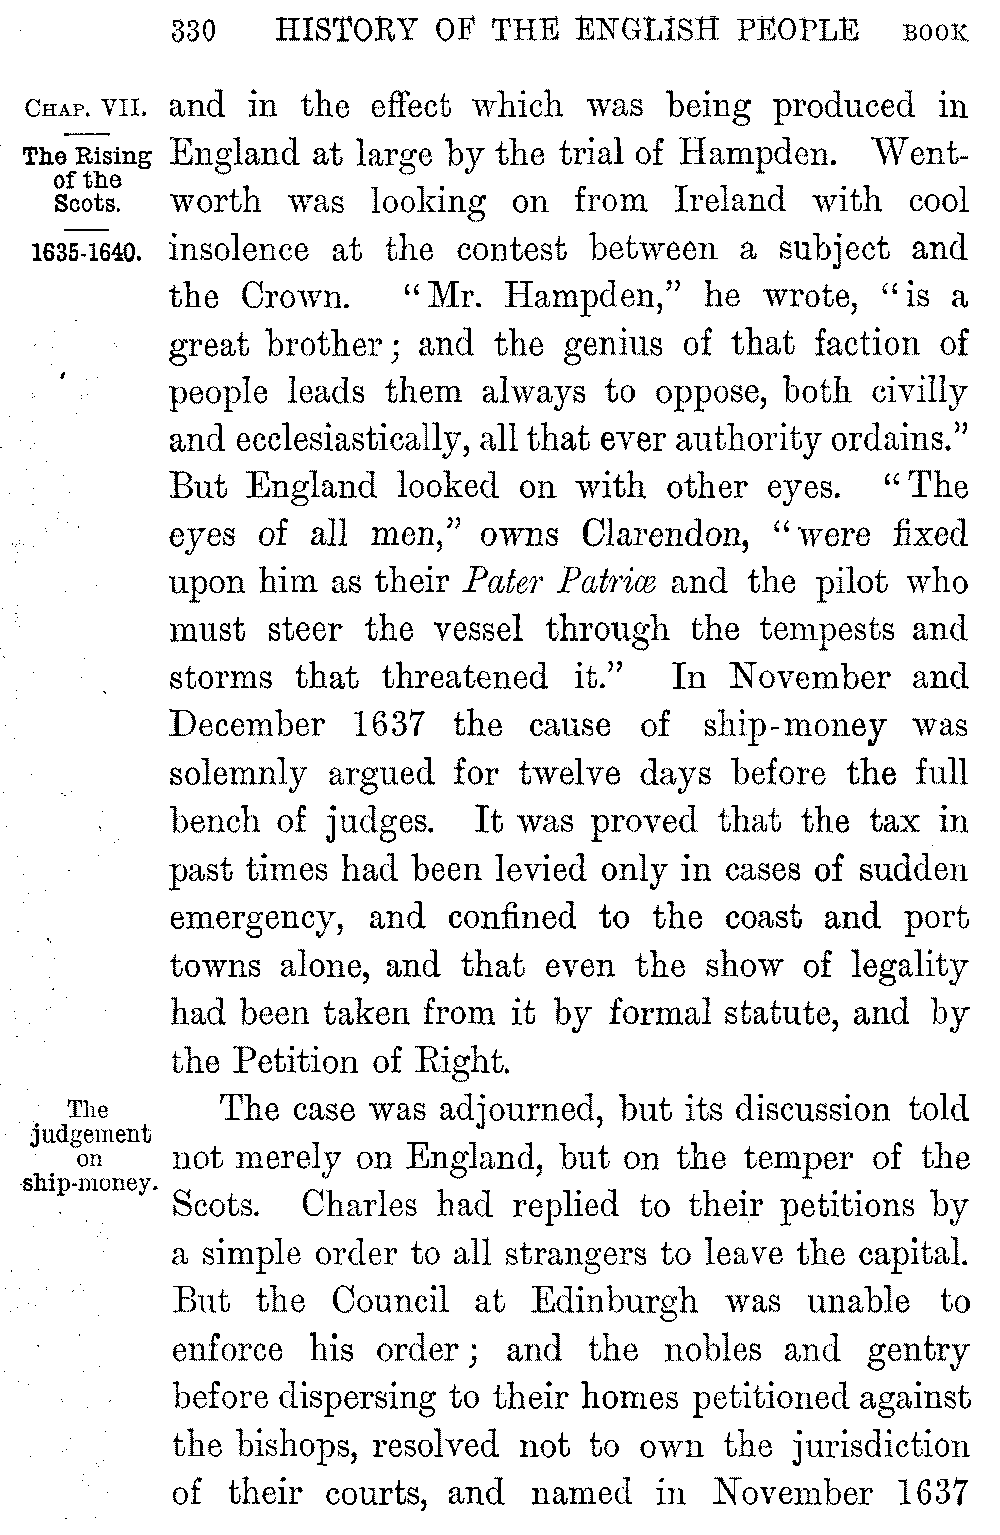 330 HISTORY OF THE ENGLISH PEOPLE BOOK
CHAP. VII.
The Rising
of the
Scots.
1635-1640.
and in the effect which was being produced in
England at large by the trial of Hampden. Went-
worth was looking on from Ireland with cool
insolence at the contest between a subject and
the Crown. “Mr. Hampden,” he wrote, “is a
great brother; and the genius of that faction of
people leads them always to oppose, both civilly
and ecclesiastically, all that ever authority ordains.”
But England looked on with other eyes. “The
eyes of all men,” owns Clarendon, “were fixed
upon him as their Pater Patriæ and the pilot who
must steer the vessel through the tempests and
storms that threatened it.” In November and
December 1637 the cause of ship-money was
solemnly argued for twelve days before the full
bench of judges. It was proved that the tax in
past times had been levied only in cases of sudden
emergency, and confined to the coast and port
towns alone, and that even the show of legality
had been taken from it by formal statute, and by
the Petition of Right.
The
judgement
on
ship-money.
The case was adjourned, but its discussion told
not merely on England, but on the temper of the
Scots. Charles had replied to their petitions by
a simple order to all strangers to leave the capital.
But the Council at Edinburgh was unable to
enforce his order; and the nobles and gentry
before dispersing to their homes petitioned against
the bishops, resolved not to own the jurisdiction
of their courts, and named in November 1637